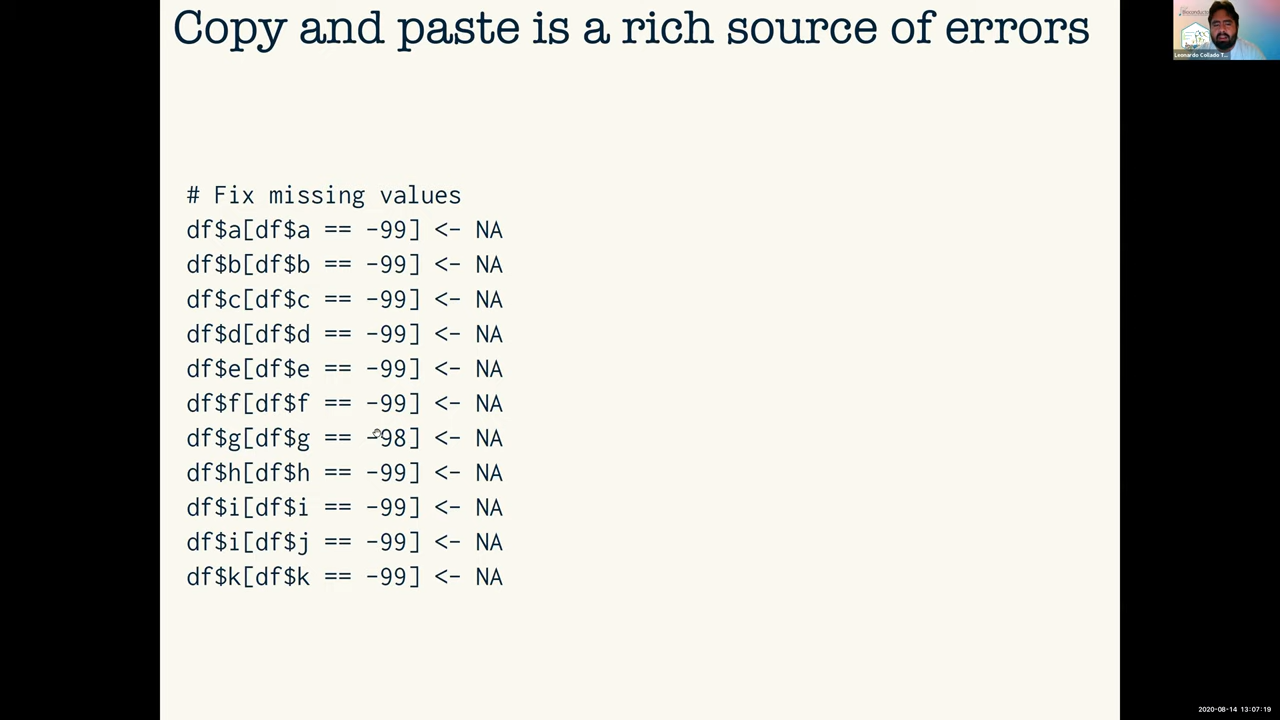 Copy and paste is a rich source of errors
# Fix missing values
df$a[df$a == -99] <- NA
df$b[df$b == -99] <- NA
df$c[df$c == -99] <- NA
df$d[df$d == -99] <- NA
df$e[df$e == -99] <- NA
df$f[df$f == -99] <- NA
df$g[df$g == -98] <- NA
df$h[df$h == -99] <- NA
df$i[df$i == -99] <- NA
df$i[df$j == -99] <- NA
df$k[df$k == -99] <- NA
Leonardo Collado T...
2020-08-14 13:07:19